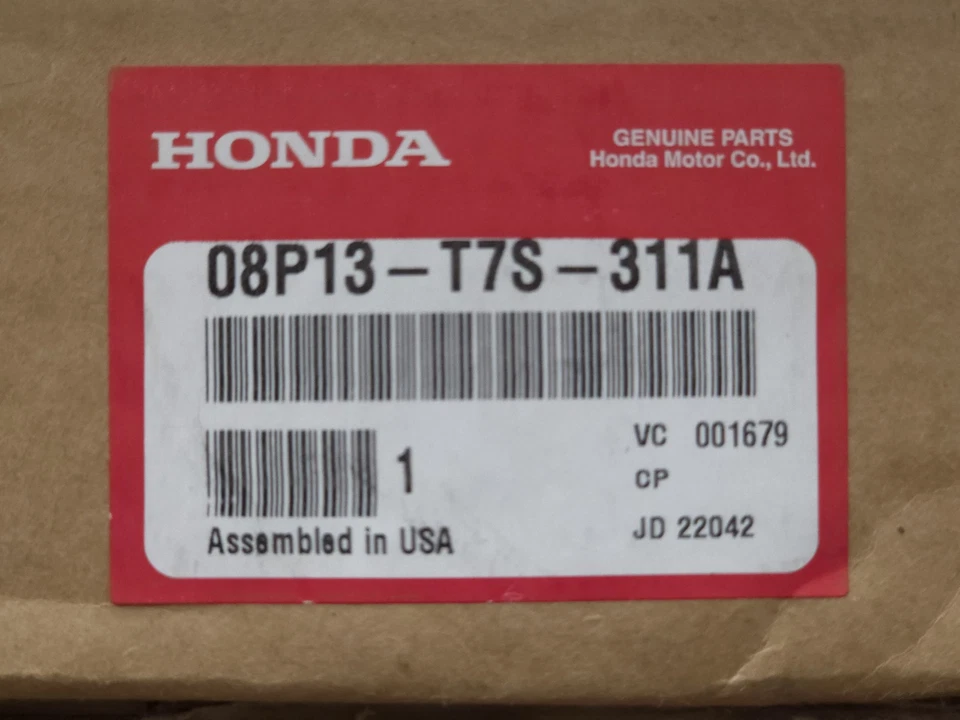 HONDA
GENUINE PARTS
Honda Motor Co., Ltd.
08P13-T7S-311A
1
VC 001679
CP
JD 22042
Assembled in USA